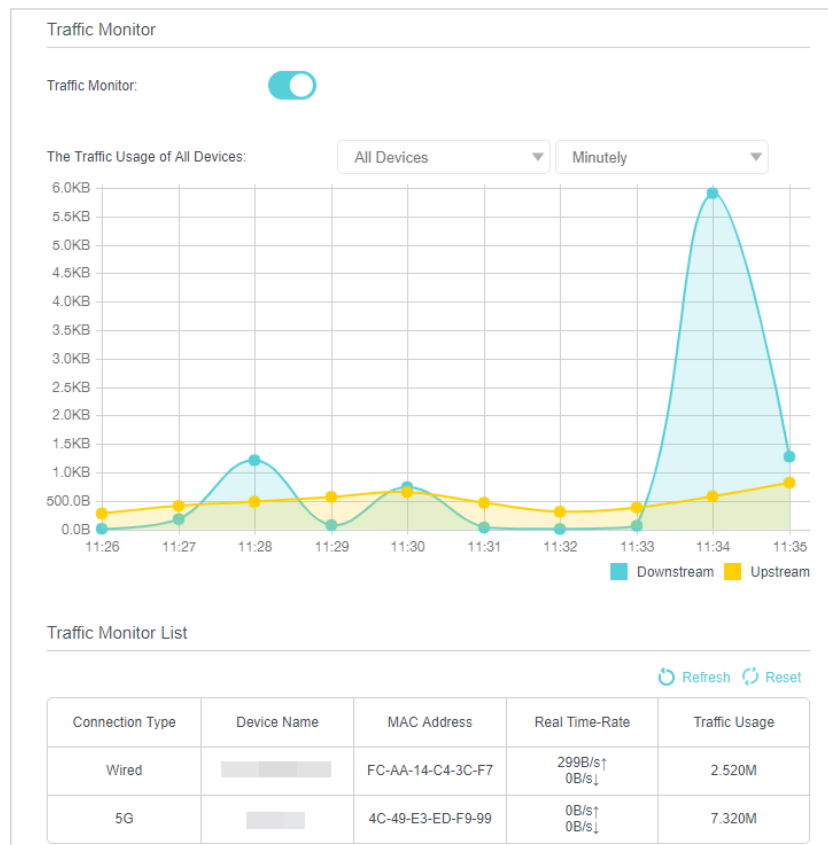 Traffic Monitor
Traffic Monitor:
The Traffic Usage of All Devices: All Devices Minutely
6.0KB
5.5KB
5.0KB
4.5KB
4.0KB
3.5KB
3.0KB
2.5KB
2.0KB
1.5KB
1.0KB
500.0B
0.0B
11:26 11:27 11:28 11:29 11:30 11:31 11:32 11:33 11:34 11:35
Downstream Upstream
Traffic Monitor List
Refresh Reset
Connection Type Device Name MAC Address Real Time-Rate Traffic Usage
Wired FC-AA-14-C4-3C-F7 299B/s↑ 0B/s↓ 2.520M
5G 4C-49-E3-ED-F9-99 0B/s↑ 0B/s↓ 7.320M